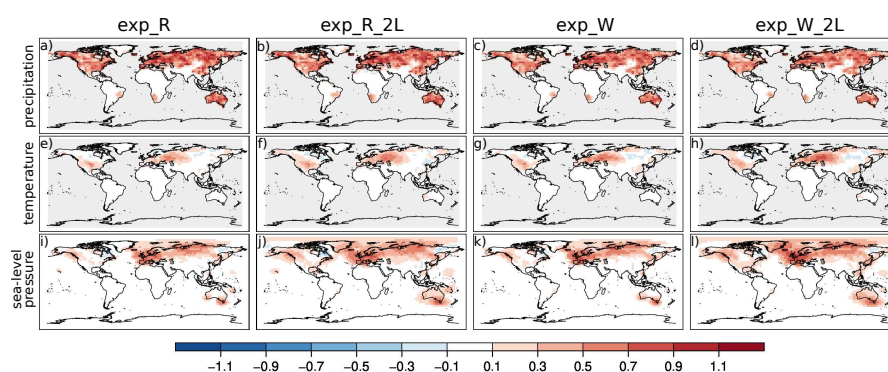 exp_R exp_R_2L exp_W exp_W_2L
precipitation
a) b) c) d)
temperature
e) f) g) h)
sea-level
pressure
i) j) k) l)
−1.1 −0.9 −0.7 −0.5 −0.3 −0.1 0.1 0.3 0.5 0.7 0.9 1.1